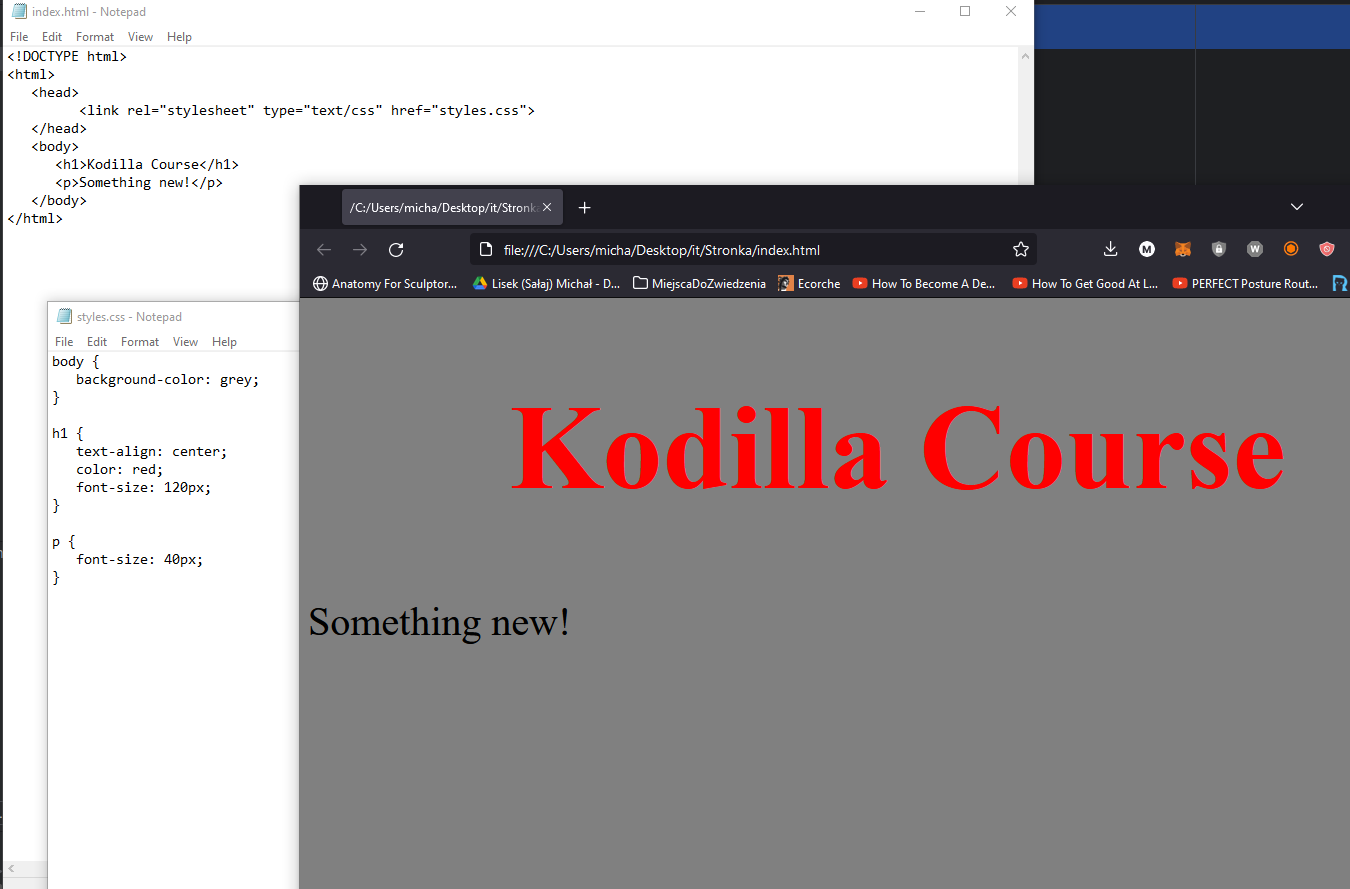 index.html - Notepad
File Edit Format View Help
<!DOCTYPE html>
<html>
<head>
<link rel="stylesheet" type="text/css" href="styles.css">
</head>
<body>
<h1>Kodilla Course</h1>
<p>Something new!</p>
</body>
</html>
/C:/Users/micha/Desktop/it/Stronk
file:///C:/Users/micha/Desktop/it/Stronka/index.html
M
W
Anatomy For Sculptor... Lisek (Sałaj) Michał - D... MiejscaDoZwiedzenia Ecorche How To Become A De... How To Get Good At L... PERFECT Posture Rout...
styles.css - Notepad
File Edit Format View Help
body {
background-color: grey;
}
h1 {
text-align: center;
color: red;
font-size: 120px;
}
p {
font-size: 40px;
}
Kodilla Course
Something new!